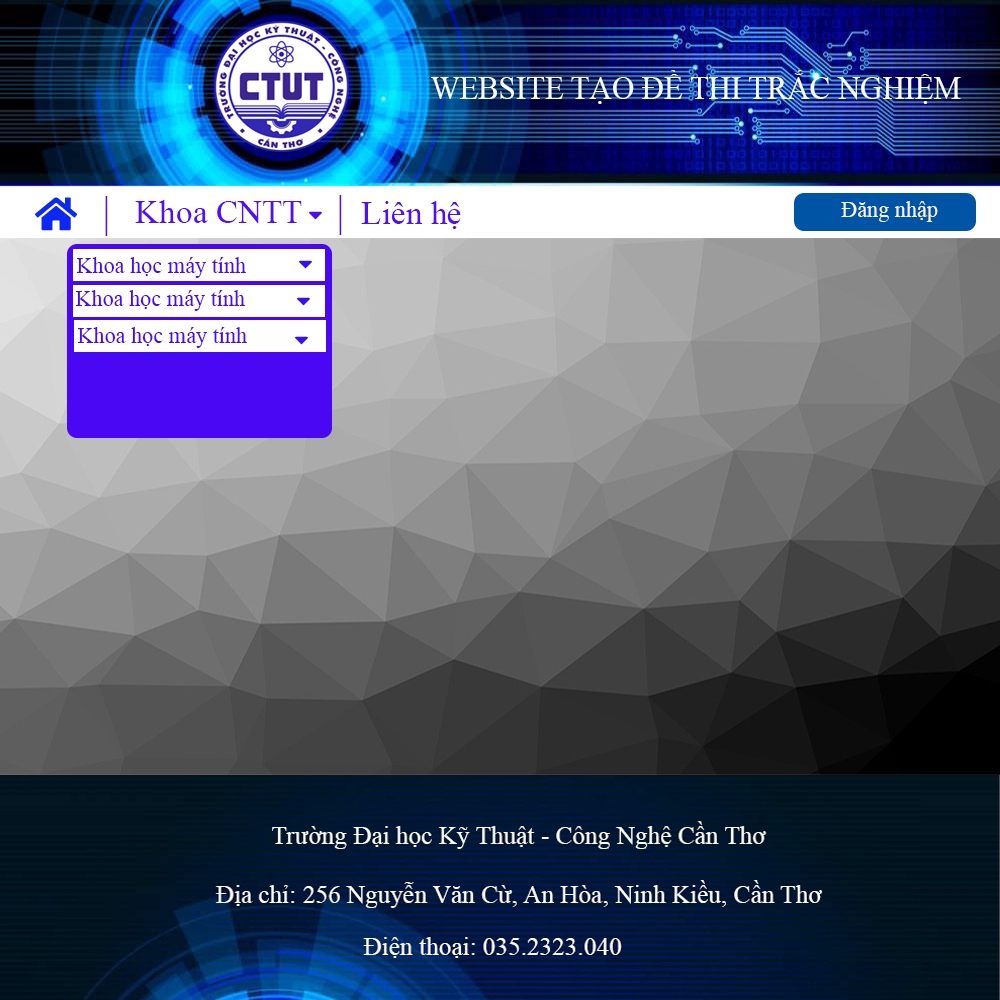 TRƯỜNG ĐẠI HỌC KỸ THUẬT - CÔNG NGHỆ
CTUT
CẦN THƠ
WEBSITE TẠO ĐỀ THI TRẮC NGHIỆM
Khoa CNTT
Liên hệ
Đăng nhập
Khoa học máy tính
Khoa học máy tính
Khoa học máy tính
Trường Đại học Kỹ Thuật - Công Nghệ Cần Thơ
Địa chỉ: 256 Nguyễn Văn Cừ, An Hòa, Ninh Kiều, Cần Thơ
Điện thoại: 035.2323.040